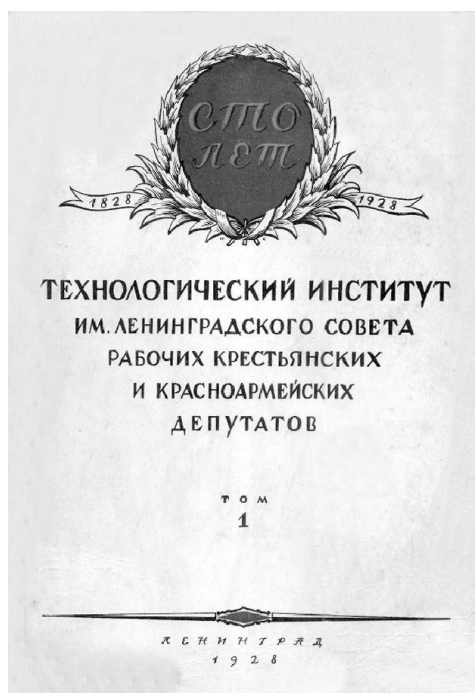 СТО
ЛЕТ
1828 1928
ТЕХНОЛОГИЧЕСКИЙ ИНСТИТУТ
ИМ. ЛЕНИНГРАДСКОГО СОВЕТА
РАБОЧИХ КРЕСТЬЯНСКИХ
И КРАСНОАРМЕЙСКИХ
ДЕПУТАТОВ
ТОМ
1
ЛЕНИНГРАД
1928